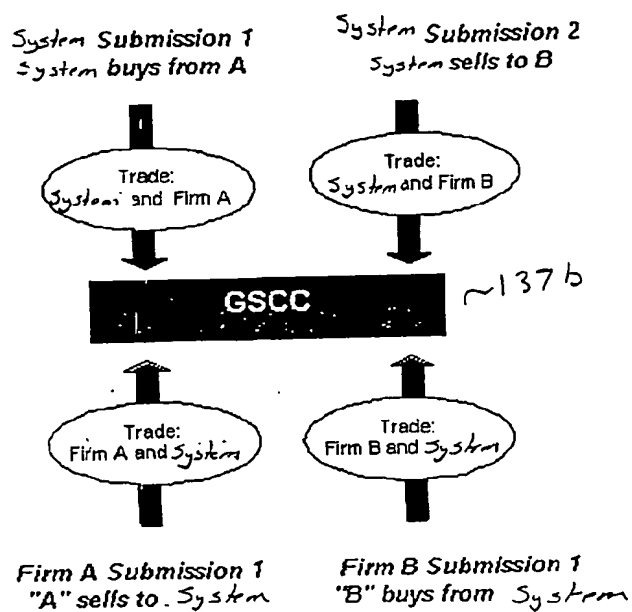 System Submission 1
System buys from A
System Submission 2
System sells to B
Trade:
System and Firm A
Trade:
System and Firm B
GSCC
~137b
Trade:
Firm A and System
Trade:
Firm B and System
Firm A Submission 1
"A" sells to System
Firm B Submission 1
"B" buys from System